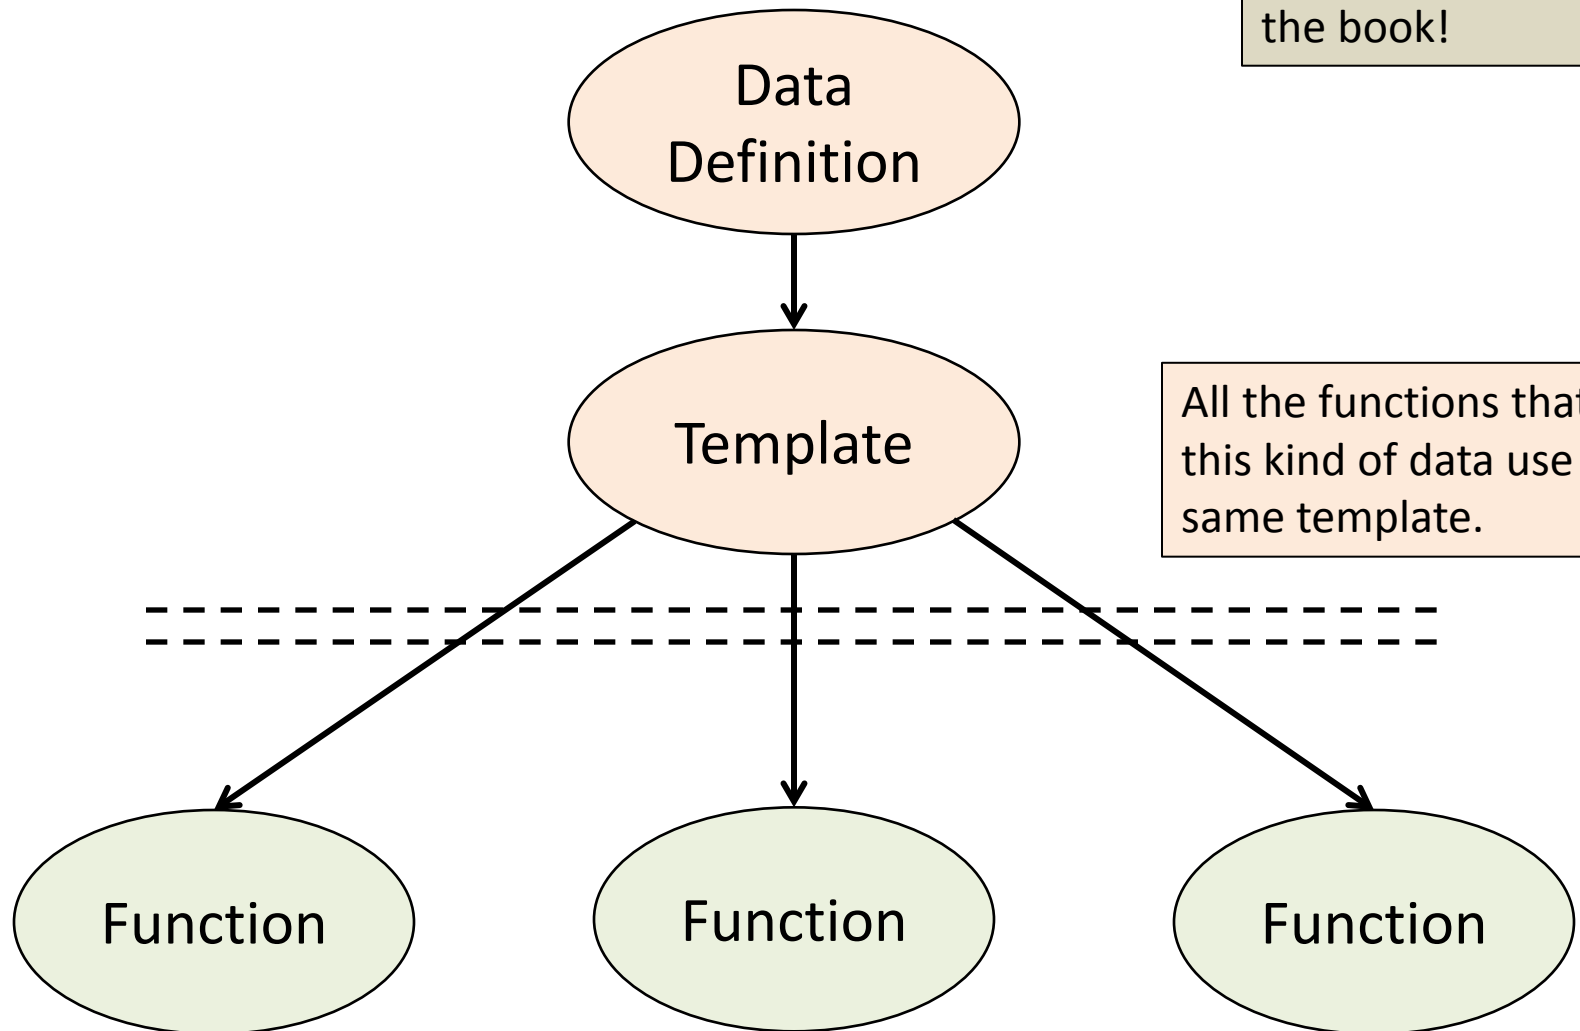 the book!
Data
Definition
Template
All the functions that
this kind of data use
same template.
Function
Function
Function